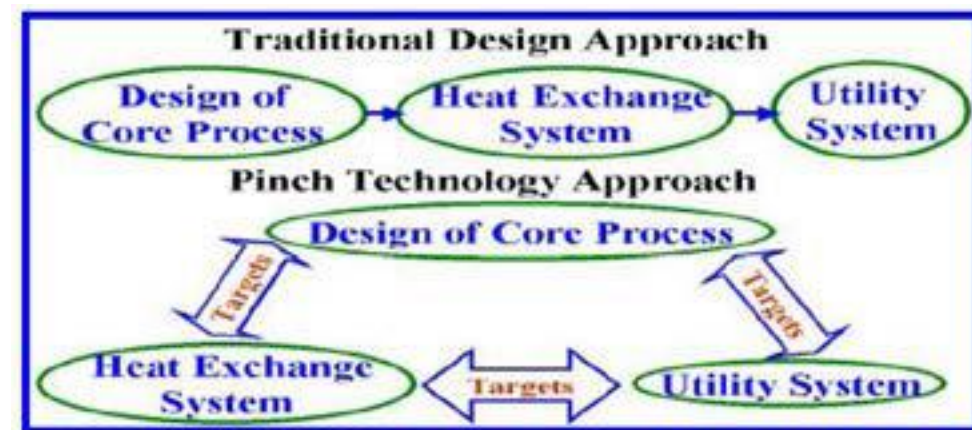 Traditional Design Approach
Design of
Core Process
Heat Exchange
System
Utility
System
Pinch Technology Approach
Design of Core Process
Targets
Targets
Heat Exchange
System
Targets
Utility System